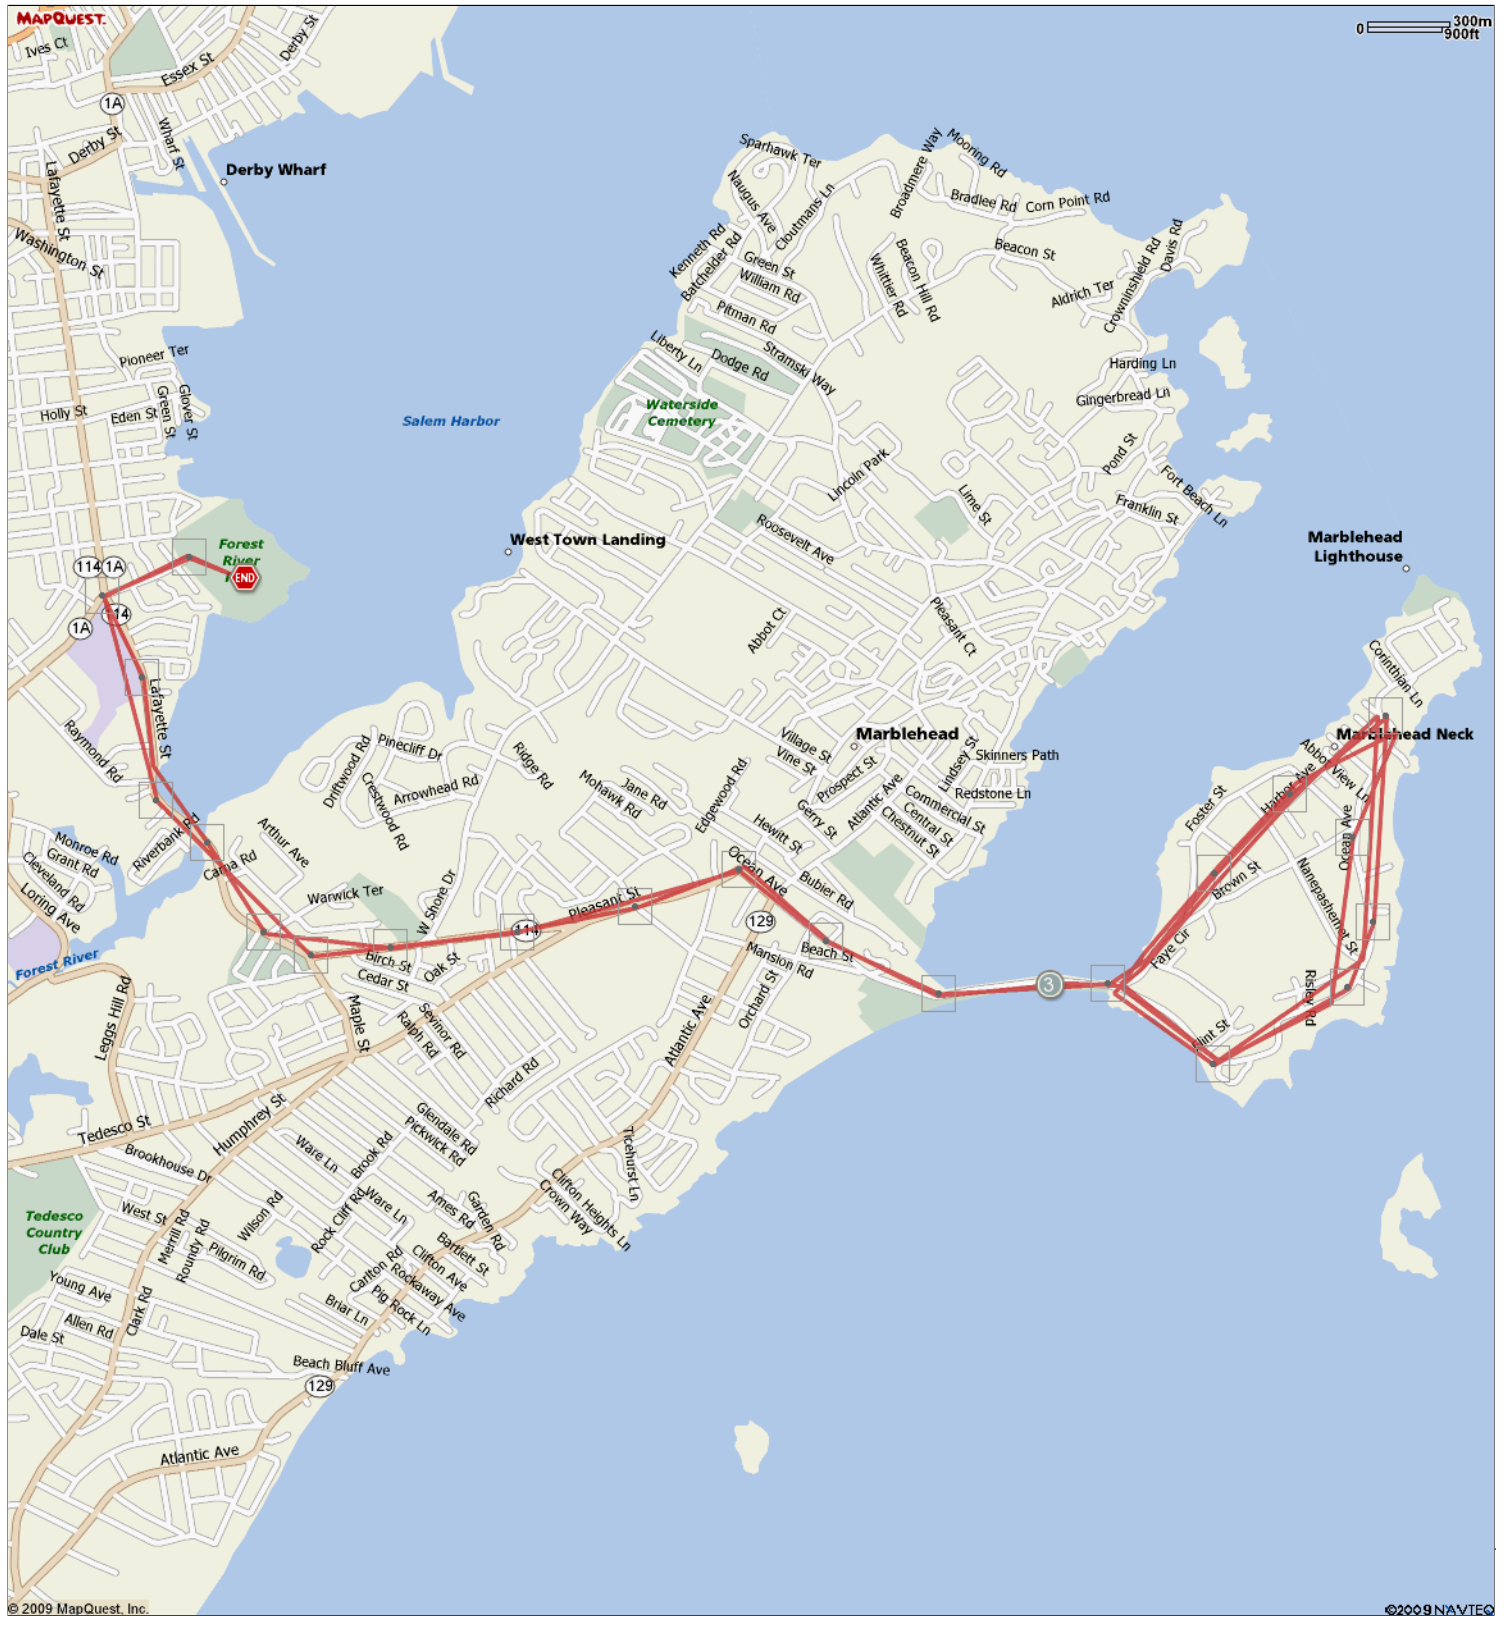 MAPQUEST.
0 300m
900ft
Ives Ct
Derby St
Essex St
1A
Wharf St
Derby St
Derby Wharf
Lafayette St
Washington St
Sparhawk Ter
Broadmere Way
Mooring Rd
Naugus Ave
Cloutmans Ln
Bradlee Rd
Corn Point Rd
Kenneth Rd
Batchelder Rd
Green St
William Rd
Pitman Rd
Whittier Rd
Beacon Hill Rd
Beacon St
Aldrich Ter
Crowninshield Rd
Davis Rd
Pioneer Ter
Liberty Ln
Dodge Rd
Stramski Way
Harding Ln
Gingerbread Ln
Holly St
Eden St
Green St
Glover St
Salem Harbor
Waterside
Cemetery
Lincoln Park
Lime St
Pond St
Fort Beach Ln
Franklin St
Roosevelt Ave
West Town Landing
Marblehead
Lighthouse
Forest
River
END
114
1A
1A
114
Abbot Ct
Pleasant Ct
Corinthian Ln
Lafayette St
Raymond Rd
Driftwood Rd
Pinecliff Dr
Crestwood Rd
Arrowhead Rd
Ridge Rd
Mohawk Rd
Jane Rd
Edgewood Rd
Village St
Vine St
Marblehead
Prospect St
Lindsey St
Skinners Path
Redstone Ln
Atlantic Ave
Commercial St
Central St
Chestnut St
Gerry St
Hewitt St
Marblehead Neck
Abbot View Ln
Harbor Ave
Foster St
Ocean Ave
Brown St
Nanepashemet St
Monroe Rd
Grant Rd
Cleveland Rd
Loring Ave
Riverbank Rd
Arthur Ave
Warwick Ter
W Shore Dr
Pleasant St
Ocean Ave
Bubier Rd
129
114
Forest River
Birch St
Oak St
Cedar St
Beach St
Mansion Rd
Orchard St
Faye Cir
3
Risley Rd
Flint St
Leggs Hill Rd
Maple St
Sevinor Rd
Ralph Rd
Atlantic Ave
Richard Rd
Tedesco St
Humphrey St
Brookhouse Dr
Ware Ln
Brook Rd
Glendale Rd
Pickwick Rd
Ticehurst Ln
Clifton Heights Ln
Crown Way
Tedesco
Country
Club
West St
Merrill Rd
Roundy Rd
Wilson Rd
Pilgrim Rd
Rock Cliff Rd
Ware Ln
Ames Rd
Garden Rd
Bartlett St
Clifton Ave
Carlton Rd
Rockaway Ave
Pig Rock Ln
Briar Ln
Young Ave
Allen Rd
Dale St
Clark Rd
Beach Bluff Ave
129
Atlantic Ave
© 2009 MapQuest, Inc.
©2009 NAVTEQ